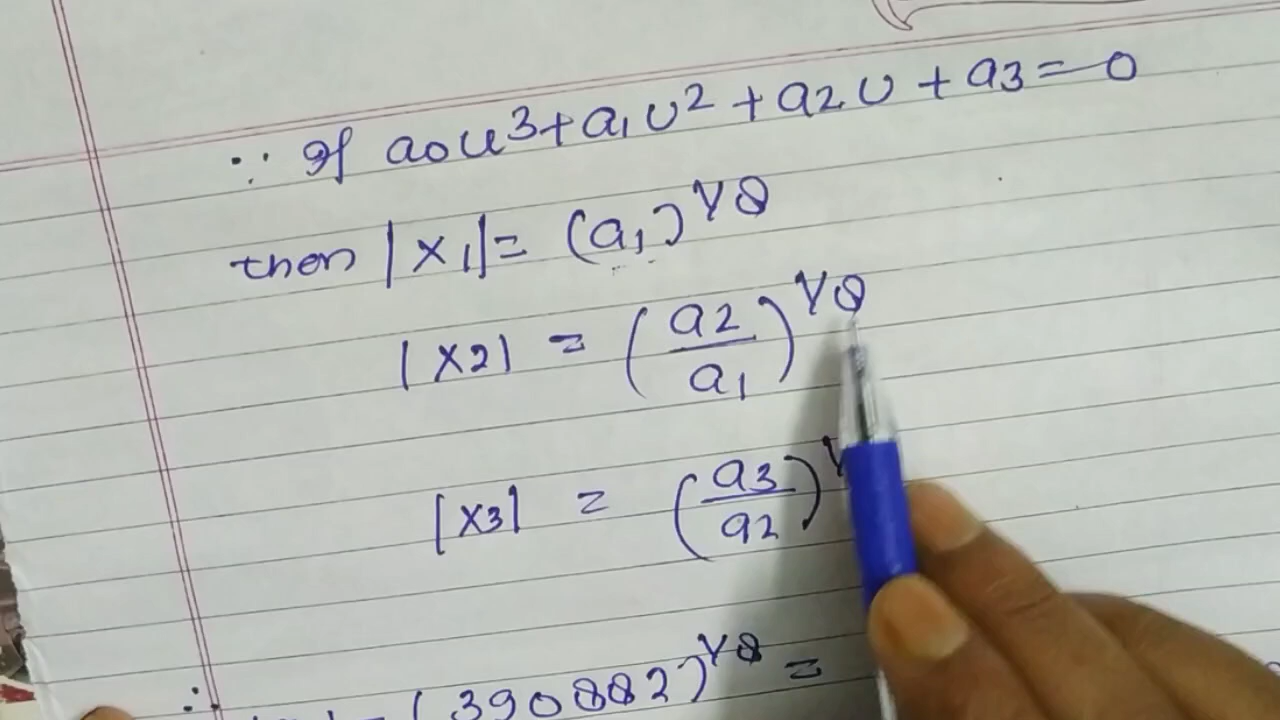 ∵ If a0u³+a₁u²+a2u+a3=0
then |x₁|= (a₁)^1/8
|x2| = (a2/a₁)^1/8
|x3| = (a3/a2)
∴ (390882)^1/8 =